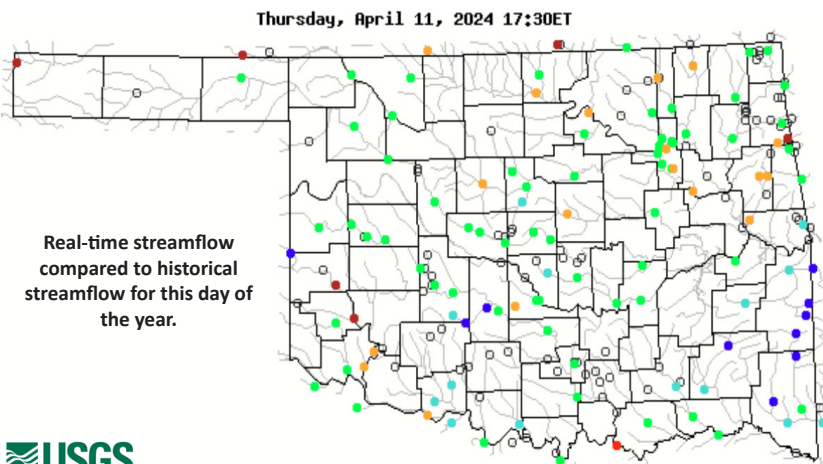 Thursday, April 11, 2024 17:30ET
Real-time streamflow
compared to historical
streamflow for this day of
the year.
USGS